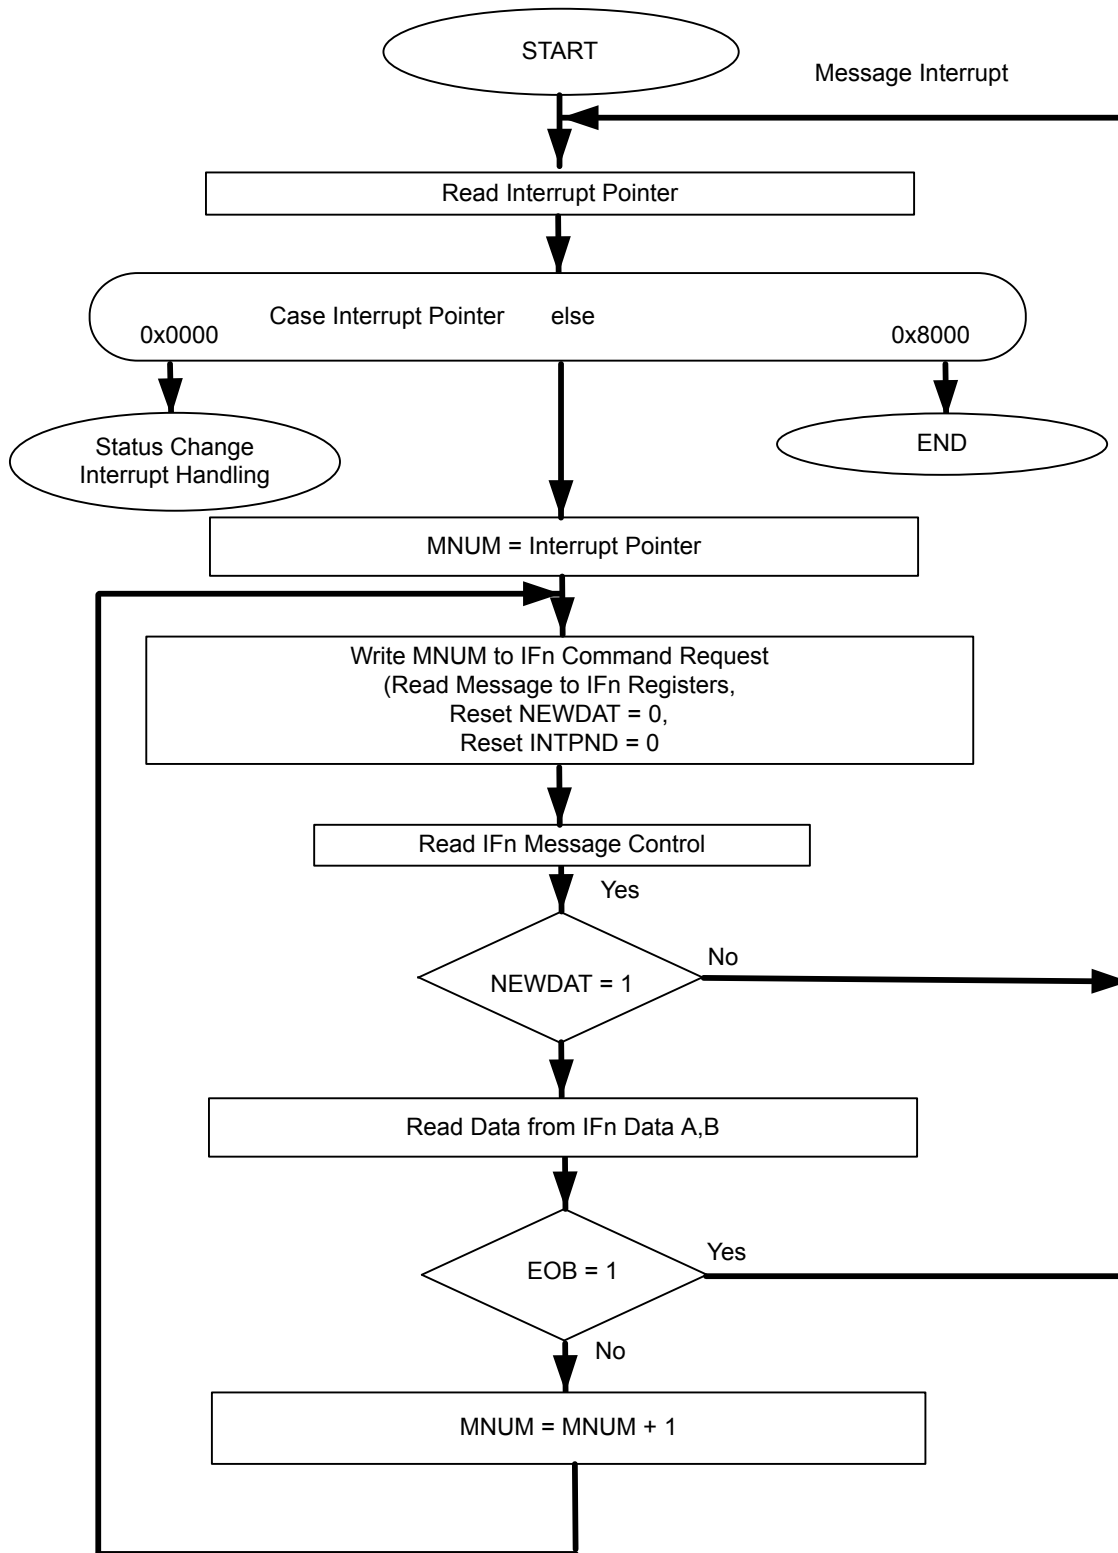 START
Message Interrupt
Read Interrupt Pointer
Case Interrupt Pointer else
0x0000
0x8000
Status Change
Interrupt Handling
END
MNUM = Interrupt Pointer
Write MNUM to IFn Command Request
(Read Message to IFn Registers,
Reset NEWDAT = 0,
Reset INTPND = 0
Read IFn Message Control
Yes
No
NEWDAT = 1
Read Data from IFn Data A,B
Yes
EOB = 1
No
MNUM = MNUM + 1